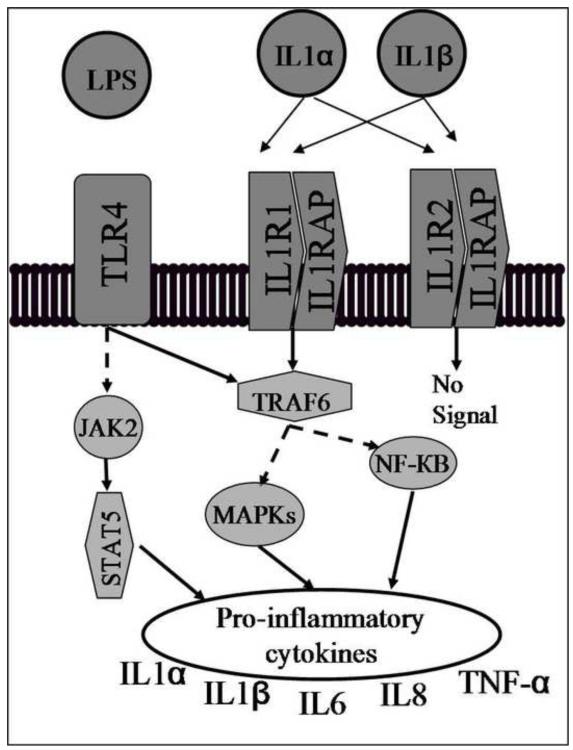 LPS
IL1α
IL1β
TLR4
IL1R1
IL1RAP
IL1R2
IL1RAP
No
Signal
TRAF6
JAK2
NF-KB
MAPKs
STAT5
Pro-inflammatory
cytokines
IL1α
IL1β
IL6
IL8
TNF-α